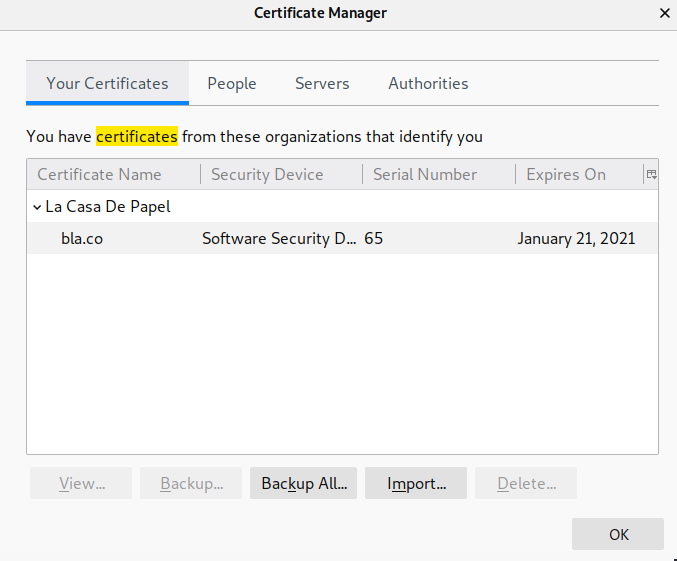 Certificate Manager
Your Certificates People Servers Authorities
You have certificates from these organizations that identify you
Certificate Name Security Device Serial Number Expires On
La Casa De Papel
bla.co Software Security D... 65 January 21, 2021
View... Backup... Backup All... Import... Delete...
OK